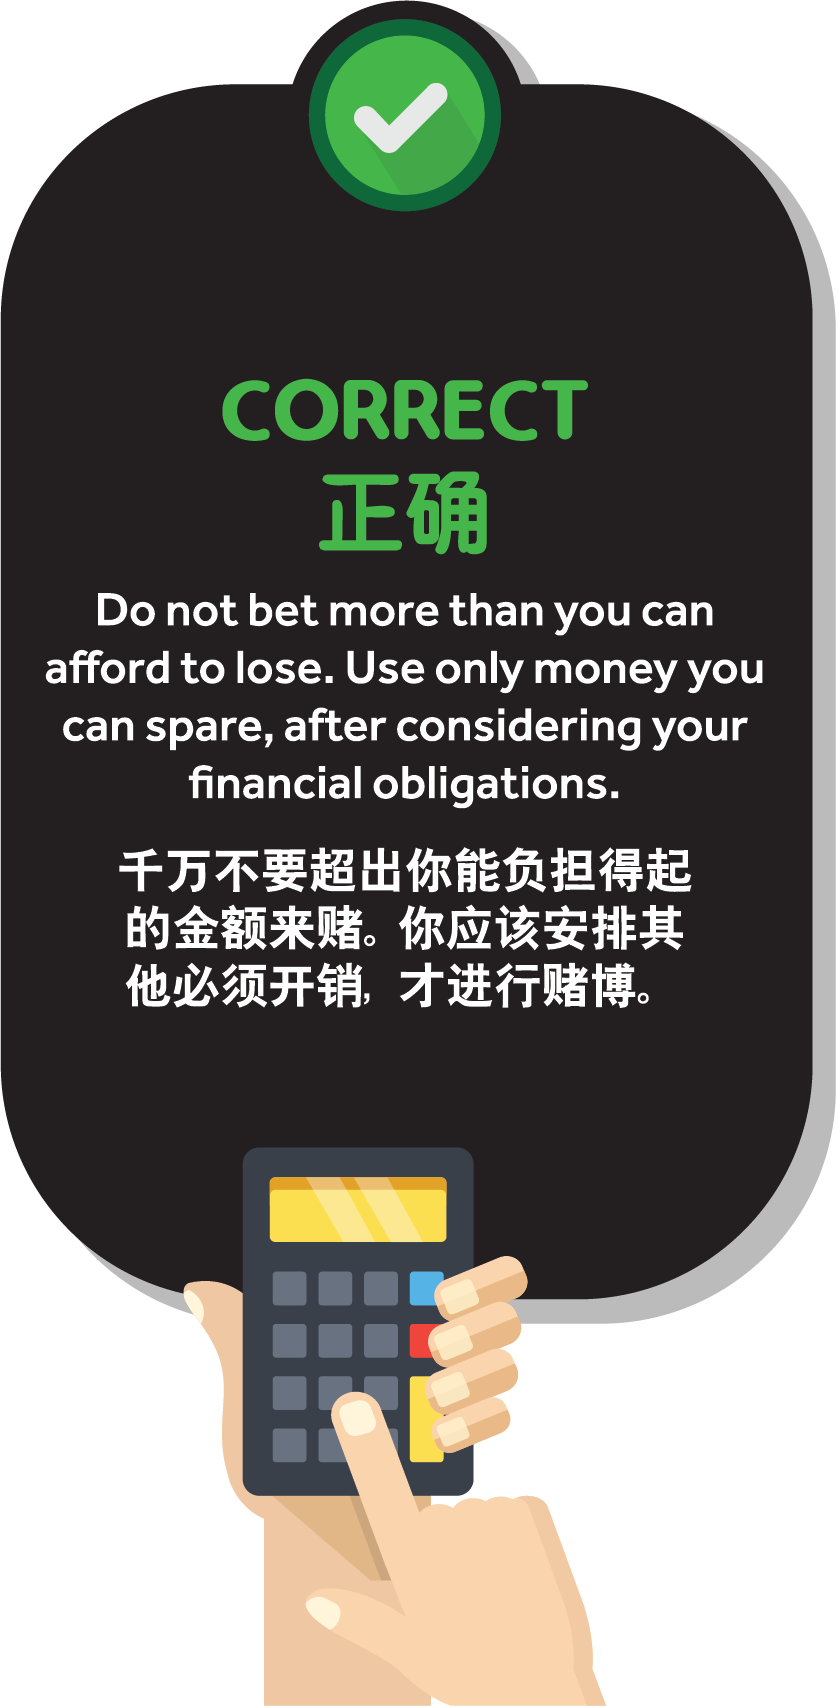 CORRECT
正确
Do not bet more than you can
afford to lose. Use only money you
can spare, after considering your
financial obligations.
千万不要超出你能负担得起
的金额来赌。你应该安排其
他必须开销，才进行赌博。